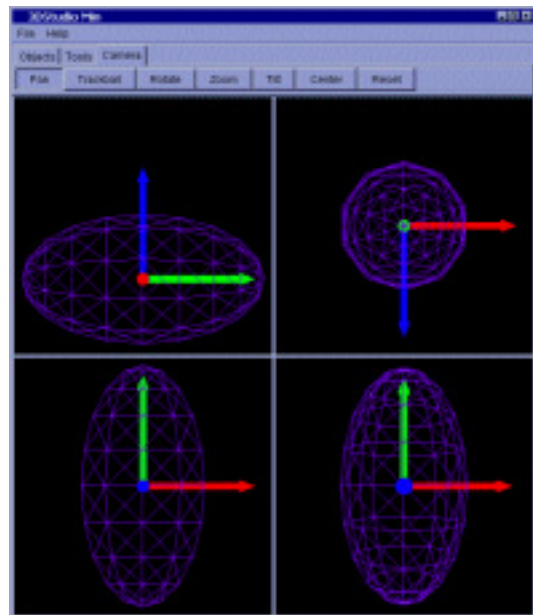 3DStudio Min
File Help
Objects Tools Camera
Pan Trackball Rotate Zoom Tilt Center Reset